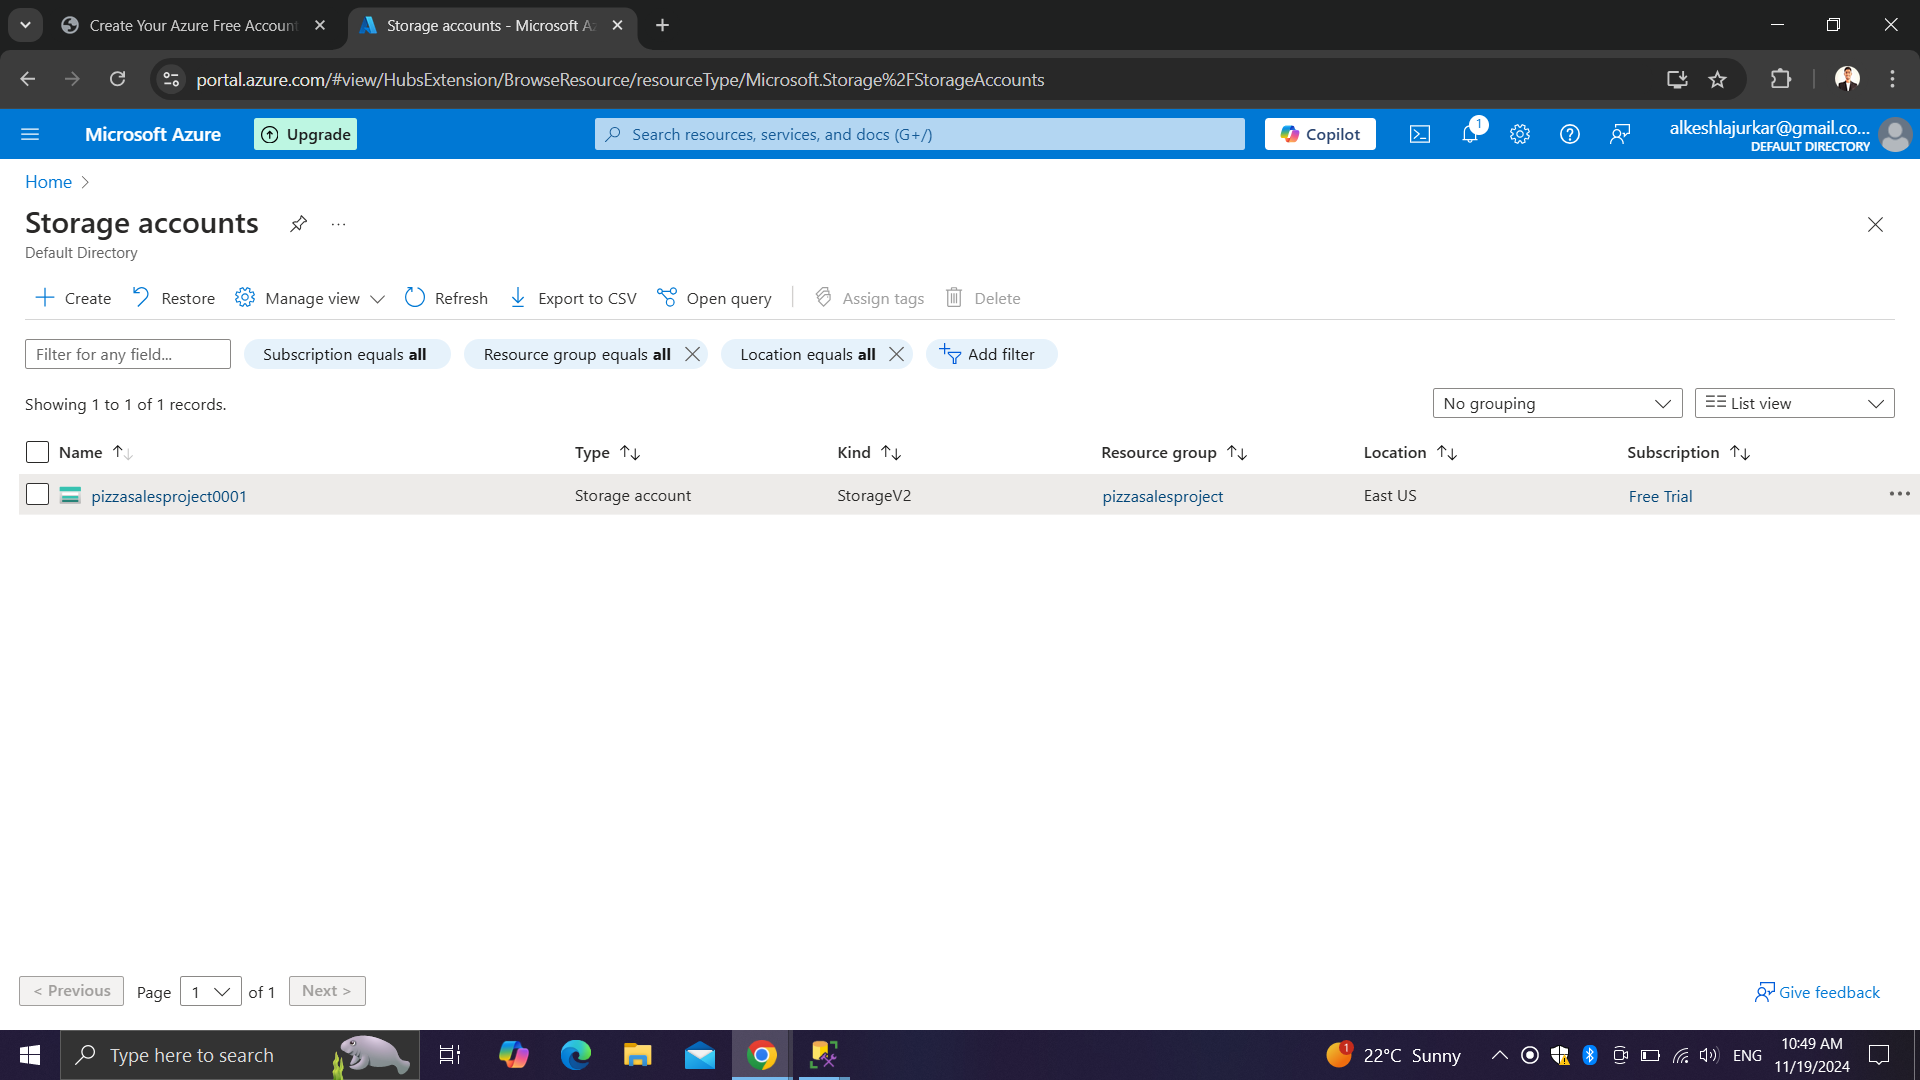 Create Your Azure Free Account
Storage accounts - Microsoft Az
portal.azure.com/#view/HubsExtension/BrowseResource/resourceType/Microsoft.Storage%2FStorageAccounts
Microsoft Azure
Upgrade
Search resources, services, and docs (G+/)
Copilot
1
alkeshlajurkar@gmail.co...
DEFAULT DIRECTORY
Home
Storage accounts
Default Directory
Create
Restore
Manage view
Refresh
Export to CSV
Open query
Assign tags
Delete
Filter for any field...
Subscription equals all
Resource group equals all
Location equals all
Add filter
Showing 1 to 1 of 1 records.
No grouping
List view
Name
Type
Kind
Resource group
Location
Subscription
pizzasalesproject0001
Storage account
StorageV2
pizzasalesproject
East US
Free Trial
< Previous
Page
1
of 1
Next >
Give feedback
Type here to search
1
22°C Sunny
ENG
10:49 AM
11/19/2024